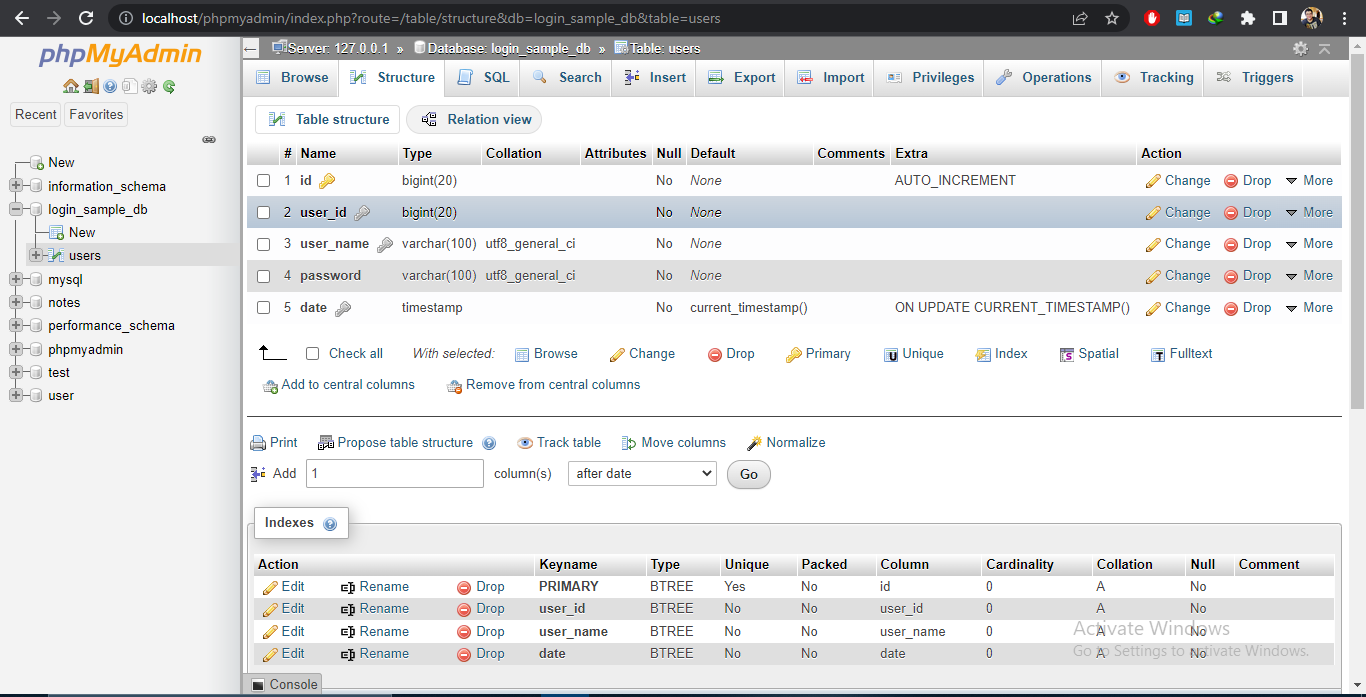 localhost/phpmyadmin/index.php?route=/table/structure&db=login_sample_db&table=users
phpMyAdmin
Recent Favorites
New
information_schema
login_sample_db
New
users
mysql
notes
performance_schema
phpmyadmin
test
user
Server: 127.0.0.1 » Database: login_sample_db » Table: users
Browse Structure SQL Search Insert Export Import Privileges Operations Tracking Triggers
Table structure Relation view
# Name Type Collation Attributes Null Default Comments Extra Action
1 id bigint(20) No None AUTO_INCREMENT Change Drop More
2 user_id bigint(20) No None Change Drop More
3 user_name varchar(100) utf8_general_ci No None Change Drop More
4 password varchar(100) utf8_general_ci No None Change Drop More
5 date timestamp No current_timestamp() ON UPDATE CURRENT_TIMESTAMP() Change Drop More
Check all With selected: Browse Change Drop Primary Unique Index Spatial Fulltext
Add to central columns Remove from central columns
Print Propose table structure Track table Move columns Normalize
Add 1 column(s) after date Go
Indexes
Action Keyname Type Unique Packed Column Cardinality Collation Null Comment
Edit Rename Drop PRIMARY BTREE Yes No id 0 A No
Edit Rename Drop user_id BTREE No No user_id 0 A No
Edit Rename Drop user_name BTREE No No user_name 0 A No
Edit Rename Drop date BTREE No No date 0 A No
Activate Windows
Go to Settings to activate Windows.
Console